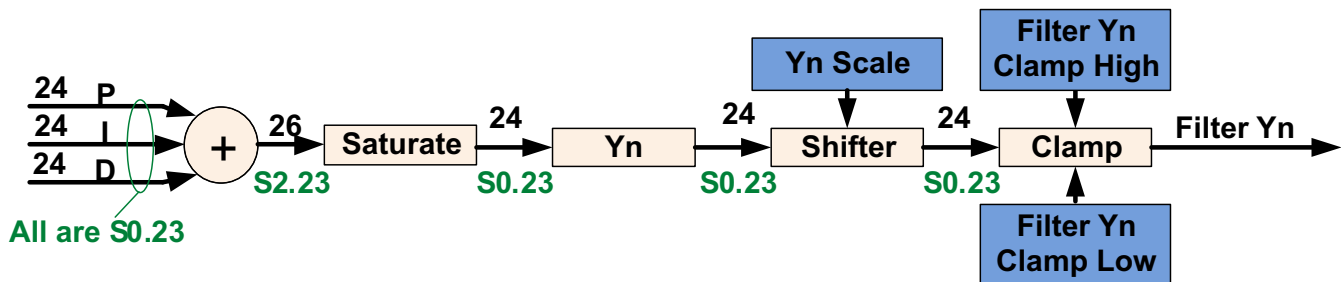 Filter Yn
Clamp High
Yn Scale
24 P
24 I
24 D
+
26
Saturate
24
Yn
24
Shifter
24
Clamp
Filter Yn
S2.23
S0.23
S0.23
S0.23
All are S0.23
Filter Yn
Clamp Low